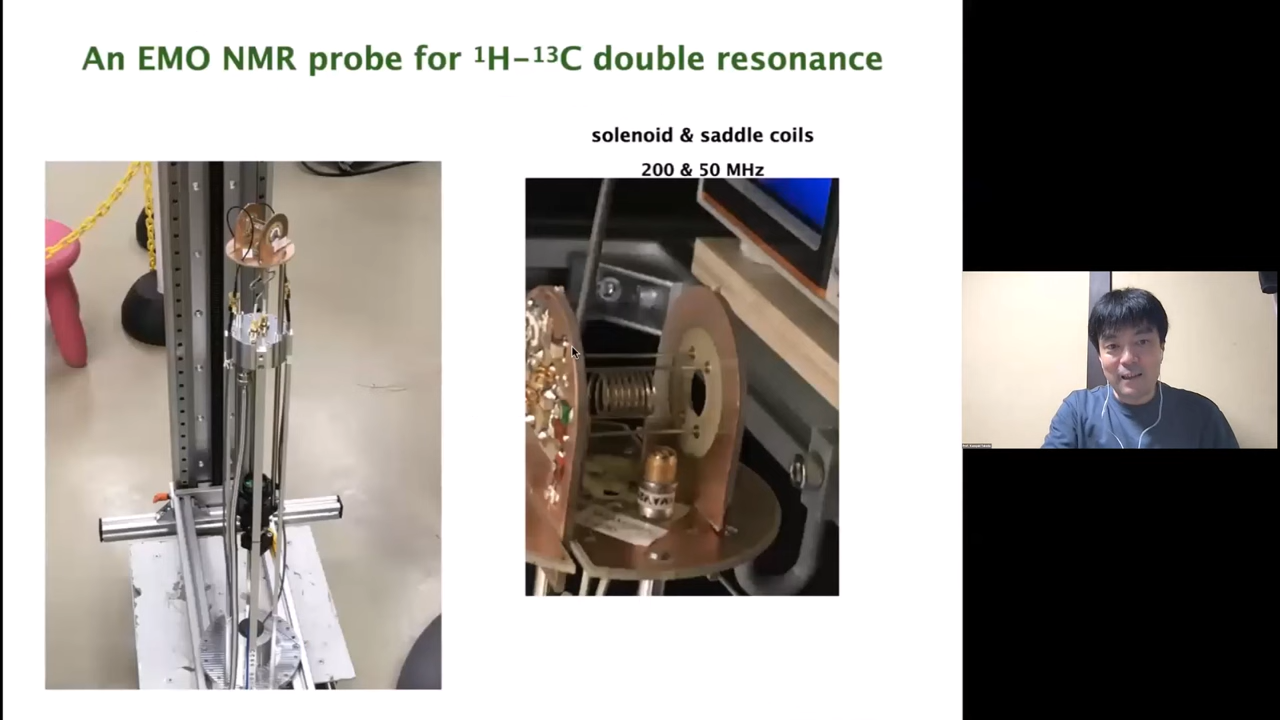 An EMO NMR probe for ¹H–¹³C double resonance
solenoid & saddle coils
200 & 50 MHz